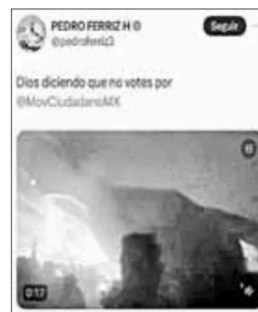 PEDRO FERRIZ H
Seguir
@pedroferriz3
Dios diciendo que no votes por
@MovCiudadanoMX
0:17